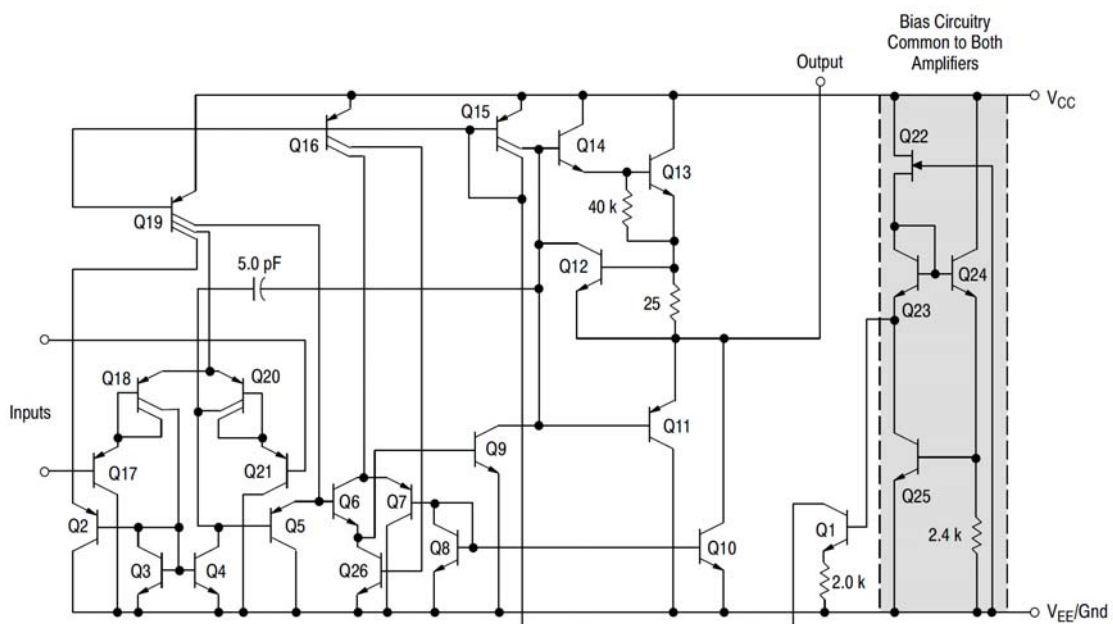 Bias Circuitry
Common to Both
Amplifiers
Output
VCC
Q15
Q16
Q14
Q22
Q13
40 k
Q19
5.0 pF
Q12
Q24
25
Q23
Q18
Q20
Inputs
Q9
Q11
Q17
Q21
Q25
Q6
Q7
Q2
Q5
Q1
Q8
Q10
2.4 k
Q3
Q4
Q26
2.0 k
VEE/Gnd